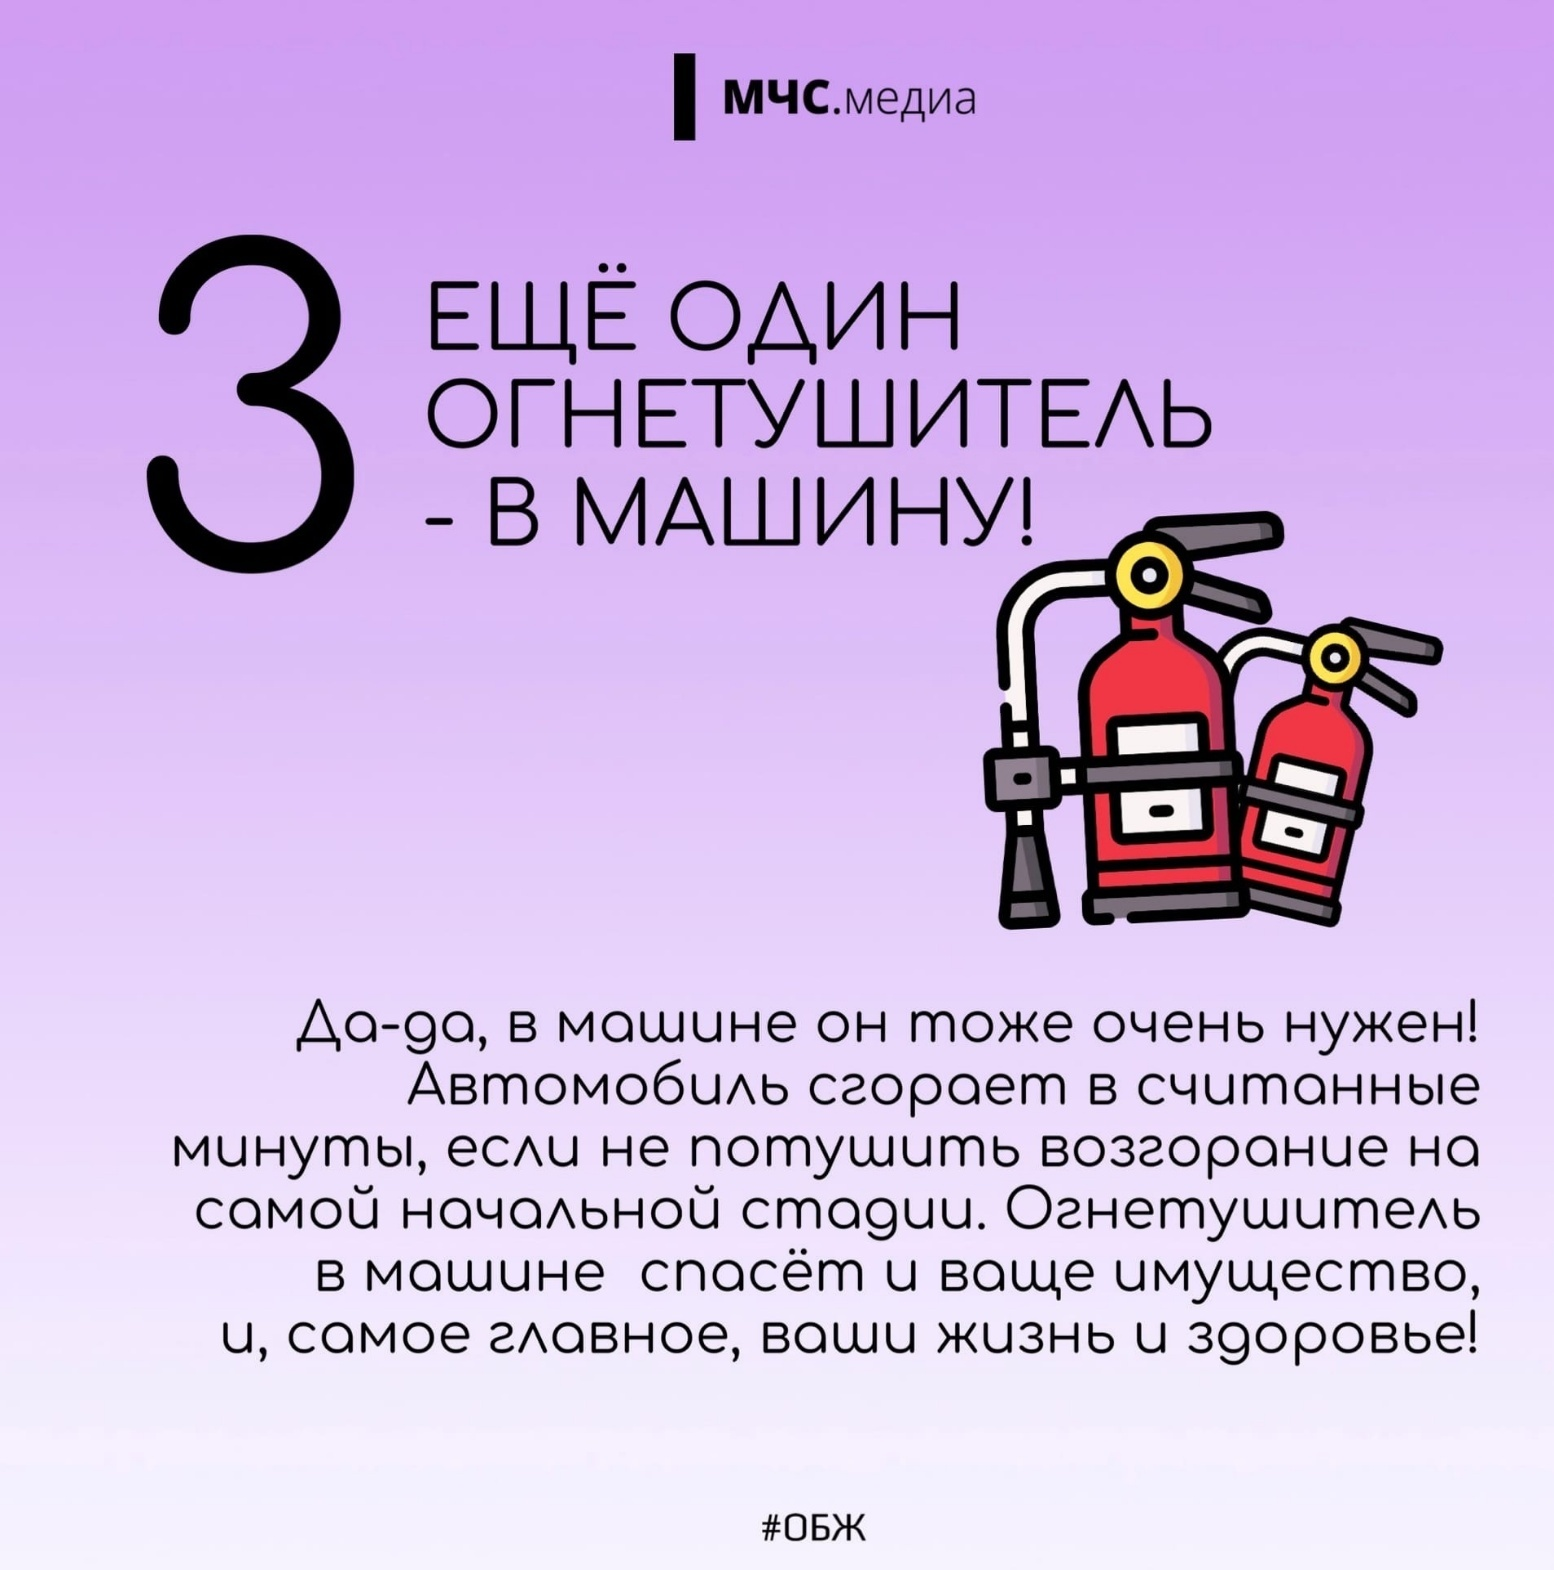 МЧС.медиа
3
ЕЩЁ ОДИН
ОГНЕТУШИТЕЛЬ
- В МАШИНУ!
Да-да, в машине он тоже очень нужен!
Автомобиль сгорает в считанные
минуты, если не потушить возгорание на
самой начальной стадии. Огнетушитель
в машине спасёт и ваще имущество,
и, самое главное, ваши жизнь и здоровье!
#ОБЖ